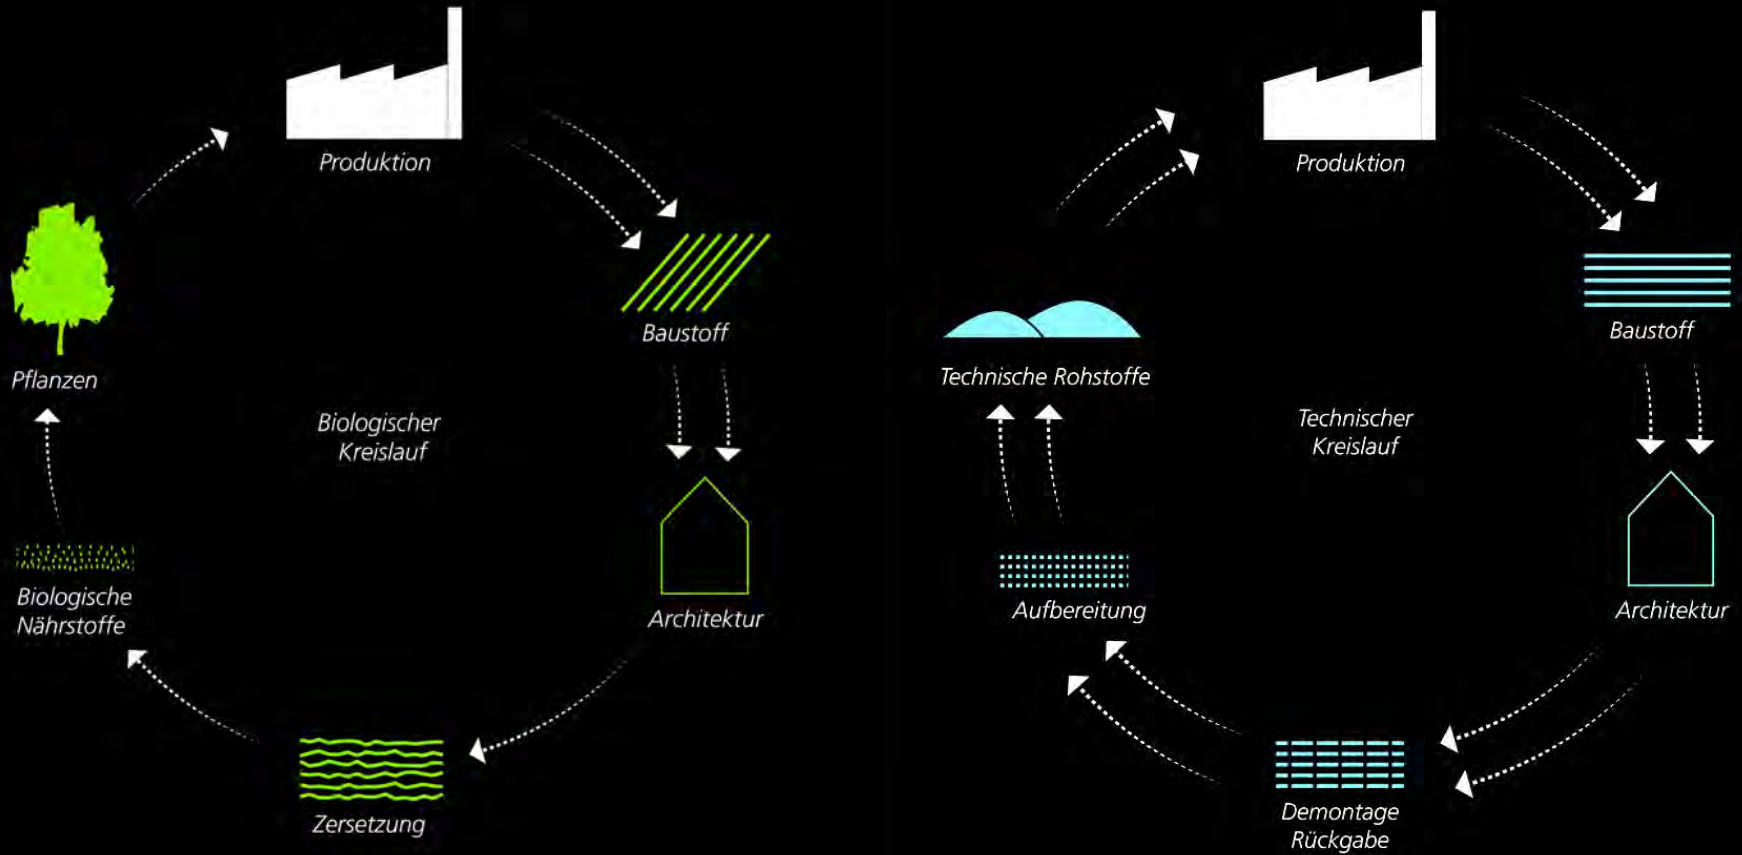 Produktion
Baustoff
Architektur
Zersetzung
Biologische
Nährstoffe
Pflanzen
Biologischer
Kreislauf
Produktion
Baustoff
Architektur
Demontage
Rückgabe
Aufbereitung
Technische Rohstoffe
Technischer
Kreislauf